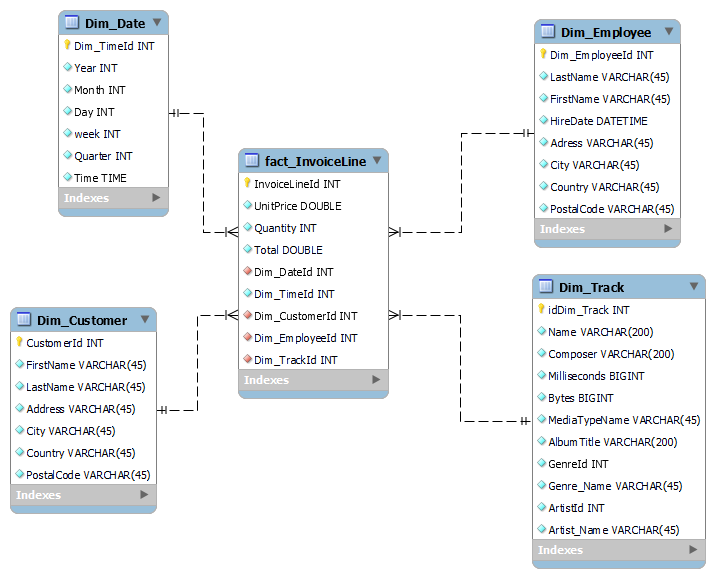 Dim_Date
Dim_TimeId INT
Year INT
Month INT
Day INT
week INT
Quarter INT
Time TIME
Indexes
Dim_Employee
Dim_EmployeeId INT
LastName VARCHAR(45)
FirstName VARCHAR(45)
HireDate DATETIME
Adress VARCHAR(45)
City VARCHAR(45)
Country VARCHAR(45)
PostalCode VARCHAR(45)
Indexes
fact_InvoiceLine
InvoiceLineId INT
UnitPrice DOUBLE
Quantity INT
Total DOUBLE
Dim_DateId INT
Dim_TimeId INT
Dim_CustomerId INT
Dim_EmployeeId INT
Dim_TrackId INT
Indexes
Dim_Customer
CustomerId INT
FirstName VARCHAR(45)
LastName VARCHAR(45)
Address VARCHAR(45)
City VARCHAR(45)
Country VARCHAR(45)
PostalCode VARCHAR(45)
Indexes
Dim_Track
idDim_Track INT
Name VARCHAR(200)
Composer VARCHAR(200)
Milliseconds BIGINT
Bytes BIGINT
MediaTypeName VARCHAR(45)
AlbumTitle VARCHAR(200)
GenreId INT
Genre_Name VARCHAR(45)
ArtistId INT
Artist_Name VARCHAR(45)
Indexes